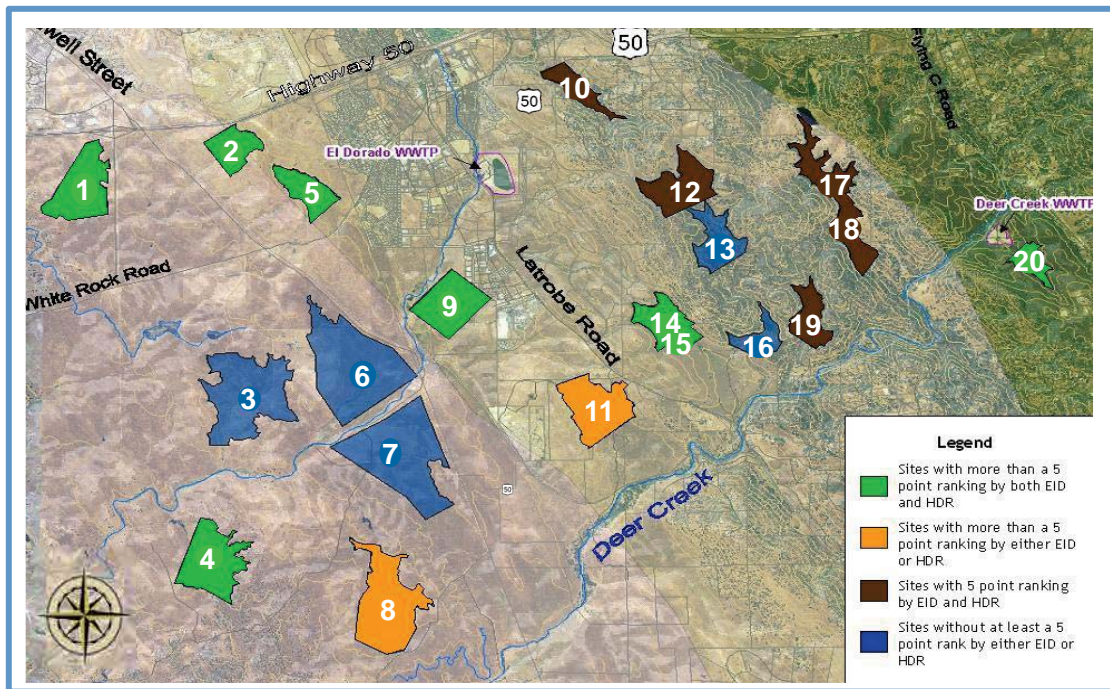 well Street
Highway 50
50
50
Flying C Road
10
2
El Dorado WWTP
1
5
12
17
Deer Creek WWTP
18
13
20
Latrobe Road
White Rock Road
9
14
15
19
16
6
3
11
7
Legend
Sites with more than a 5
point ranking by both EID
and HDR
50
Deer Creek
Sites with more than a 5
point ranking by either EID
or HDR
4
Sites with 5 point ranking
by EID and HDR
8
Sites without at least a 5
point rank by either EID or
HDR